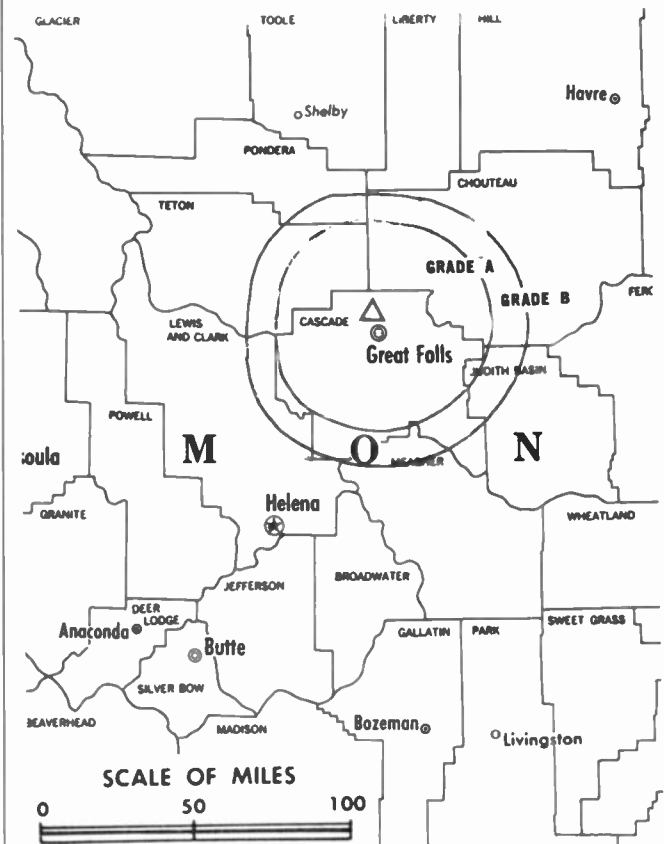 GLACIER
TOOLE
LIBERTY
HILL
Havre
Shelby
PONDERA
CHOUTEAU
TETON
GRADE A
GRADE B
FERG
LEWIS
AND CLARK
CASCADE
Great Falls
JUDITH BASIN
POWELL
M O N
soula
MEAGHER
GRANITE
Helena
WHEATLAND
JEFFERSON
BROADWATER
DEER
LODGE
Anaconda
GALLATIN
PARK
SWEET GRASS
Butte
SILVER BOW
BEAVERHEAD
MADISON
Bozeman
Livingston
SCALE OF MILES
0 50 100